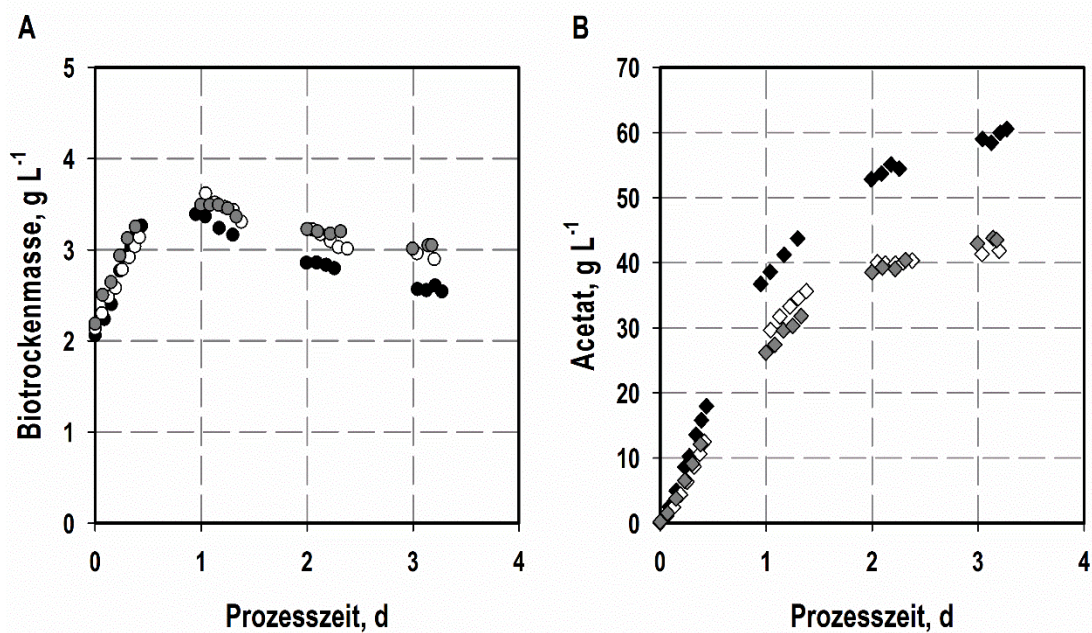 A
5
4
3
2
1
0
0 1 2 3 4
Biotrockenmasse, g L⁻¹
Prozesszeit, d
B
70
60
50
40
30
20
10
0
0 1 2 3 4
Acetat, g L⁻¹
Prozesszeit, d